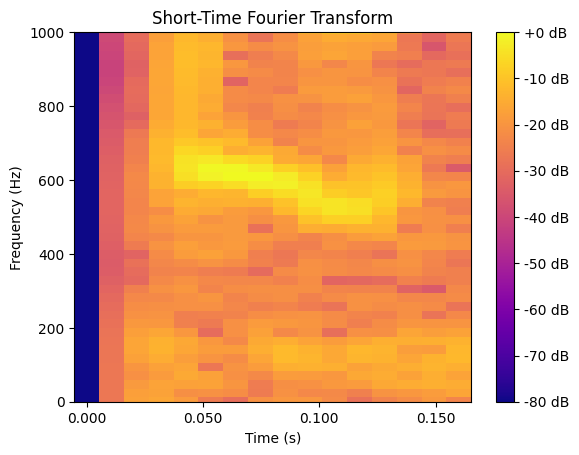 Short-Time Fourier Transform
1000
800
600
400
200
0
Frequency (Hz)
0.000
0.050
0.100
0.150
Time (s)
+0 dB
-10 dB
-20 dB
-30 dB
-40 dB
-50 dB
-60 dB
-70 dB
-80 dB